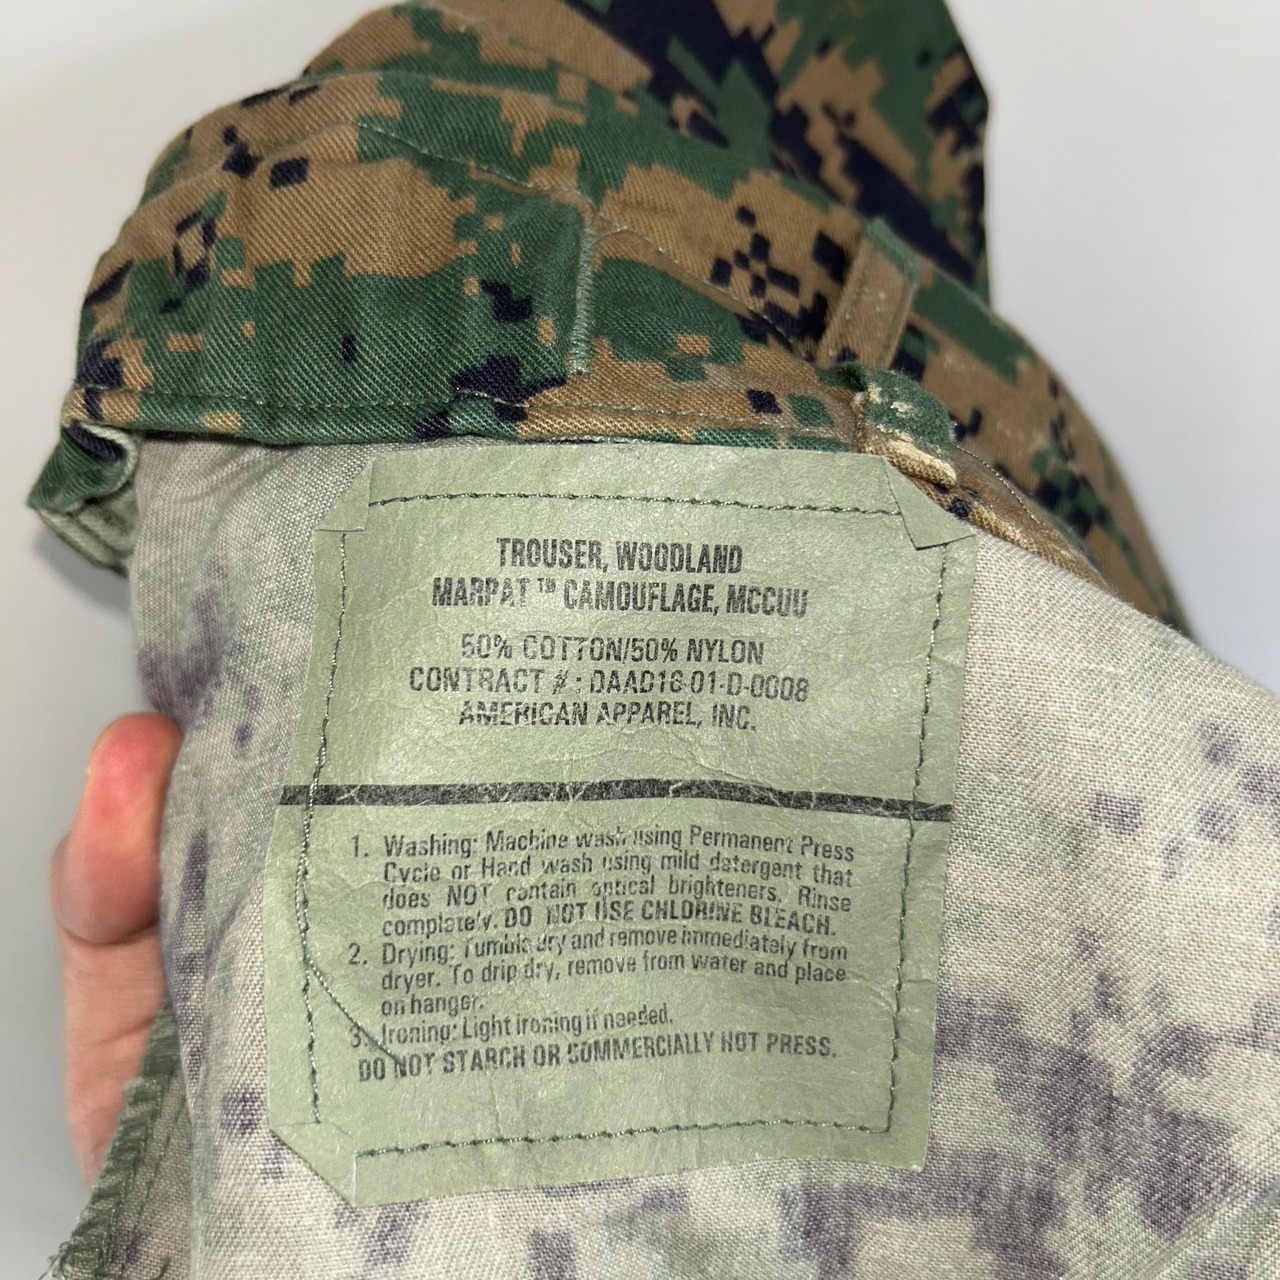 TROUSER, WOODLAND
MARPAT™ CAMOUFLAGE, MCCUU
50% COTTON/50% NYLON
CONTRACT # : DAAD16-01-D-0008
AMERICAN APPAREL, INC.
1. Washing: Machine wash using Permanent Press
Cycle or Hand wash using mild detergent that
does NOT contain optical brighteners. Rinse
completely. DO NOT USE CHLORINE BLEACH.
2. Drying: Tumble dry and remove immediately from
dryer. To drip dry, remove from water and place
on hanger.
3. Ironing: Light ironing if needed.
DO NOT STARCH OR COMMERCIALLY HOT PRESS.